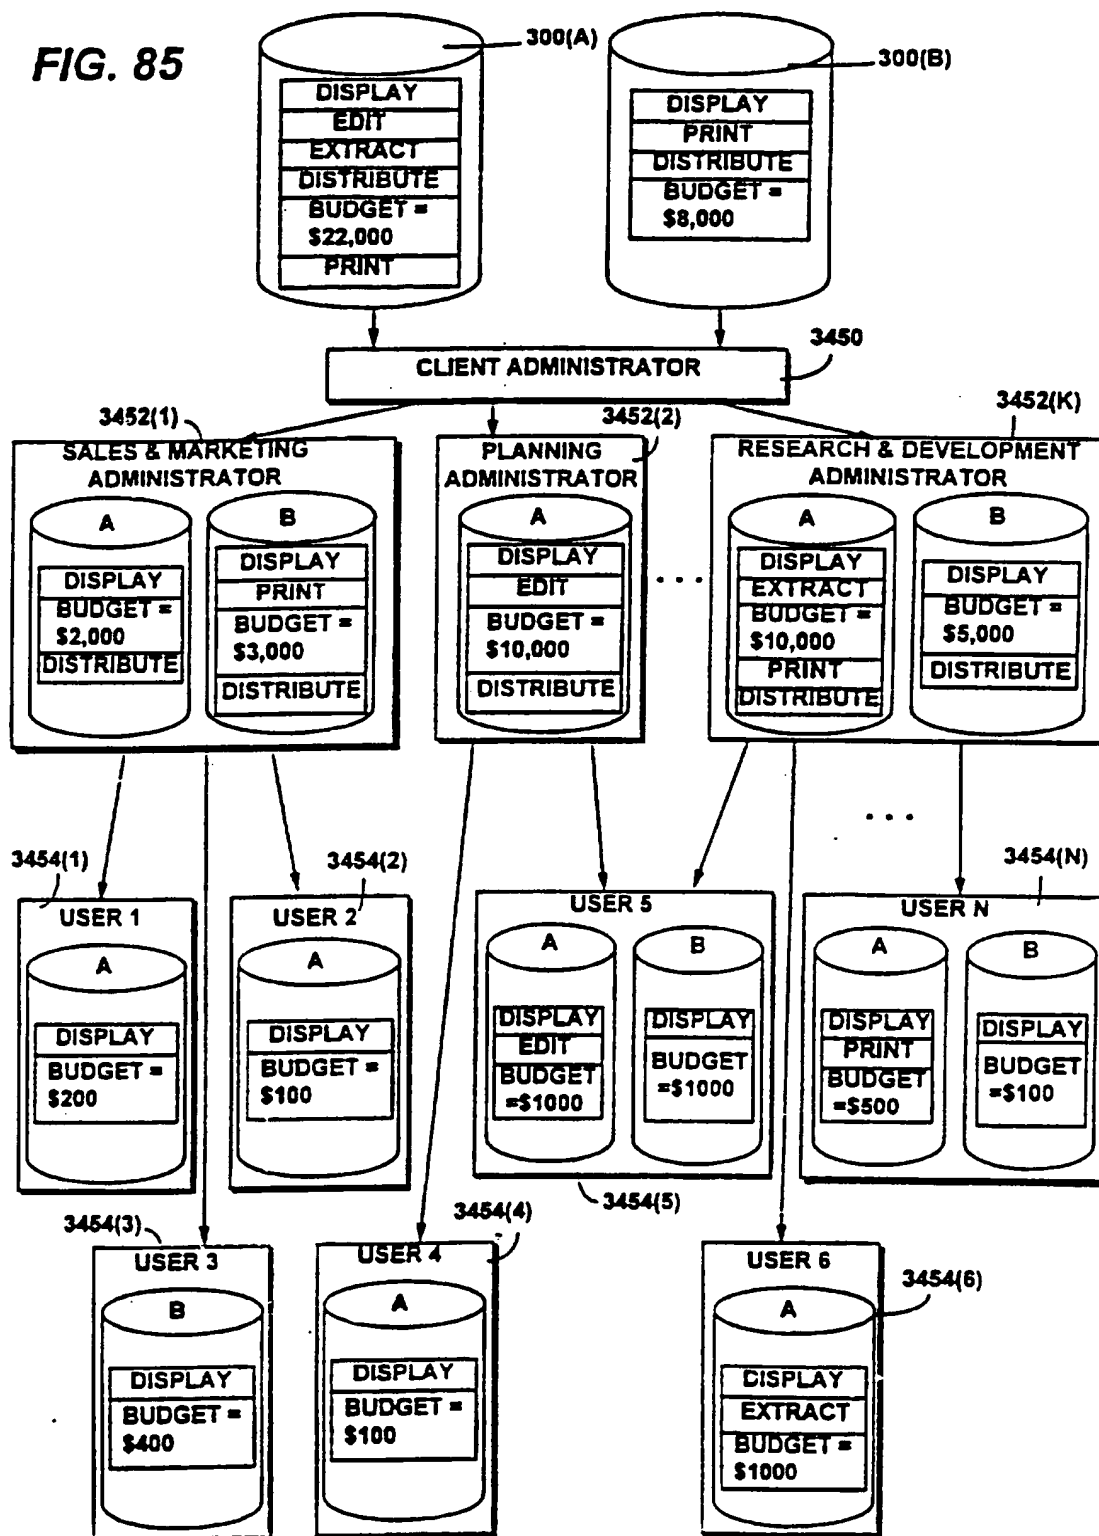 FIG. 85
300(A)
DISPLAY
EDIT
EXTRACT
DISTRIBUTE
BUDGET =
$22,000
PRINT
300(B)
DISPLAY
PRINT
DISTRIBUTE
BUDGET =
$8,000
3450
CLIENT ADMINISTRATOR
3452(1)
SALES & MARKETING
ADMINISTRATOR
A
DISPLAY
BUDGET =
$2,000
DISTRIBUTE
B
DISPLAY
PRINT
BUDGET =
$3,000
DISTRIBUTE
3452(2)
PLANNING
ADMINISTRATOR
A
DISPLAY
EDIT
BUDGET =
$10,000
DISTRIBUTE
. . .
3452(K)
RESEARCH & DEVELOPMENT
ADMINISTRATOR
A
DISPLAY
EXTRACT
BUDGET =
$10,000
PRINT
DISTRIBUTE
B
DISPLAY
BUDGET =
$5,000
DISTRIBUTE
3454(1)
USER 1
A
DISPLAY
BUDGET =
$200
3454(2)
USER 2
A
DISPLAY
BUDGET =
$100
USER 5
A
DISPLAY
EDIT
BUDGET
=$1000
B
DISPLAY
BUDGET
=$1000
3454(5)
. . .
3454(N)
USER N
A
DISPLAY
PRINT
BUDGET
=$500
B
DISPLAY
BUDGET
=$100
3454(3)
USER 3
B
DISPLAY
BUDGET =
$400
3454(4)
USER 4
A
DISPLAY
BUDGET =
$100
USER 6
3454(6)
A
DISPLAY
EXTRACT
BUDGET =
$1000